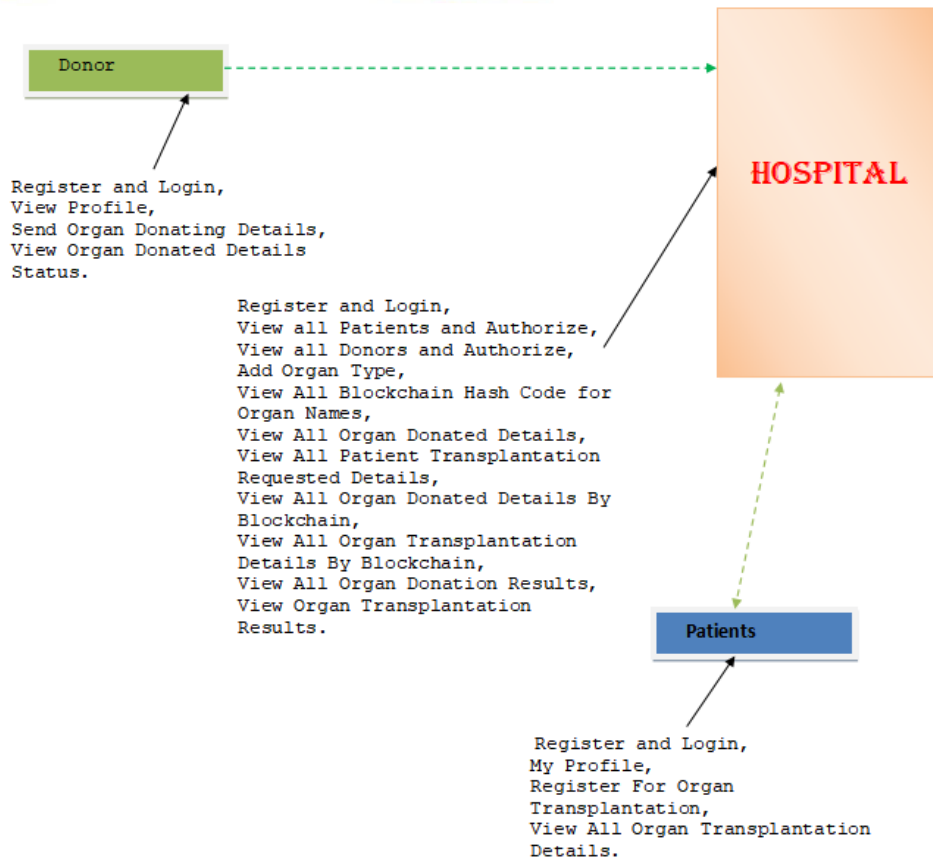 Donor
HOSPITAL
Register and Login,
View Profile,
Send Organ Donating Details,
View Organ Donated Details
Status.
Register and Login,
View all Patients and Authorize,
View all Donors and Authorize,
Add Organ Type,
View All Blockchain Hash Code for
Organ Names,
View All Organ Donated Details,
View All Patient Transplantation
Requested Details,
View All Organ Donated Details By
Blockchain,
View All Organ Transplantation
Details By Blockchain,
View All Organ Donation Results,
View Organ Transplantation
Results.
Patients
Register and Login,
My Profile,
Register For Organ
Transplantation,
View All Organ Transplantation
Details.